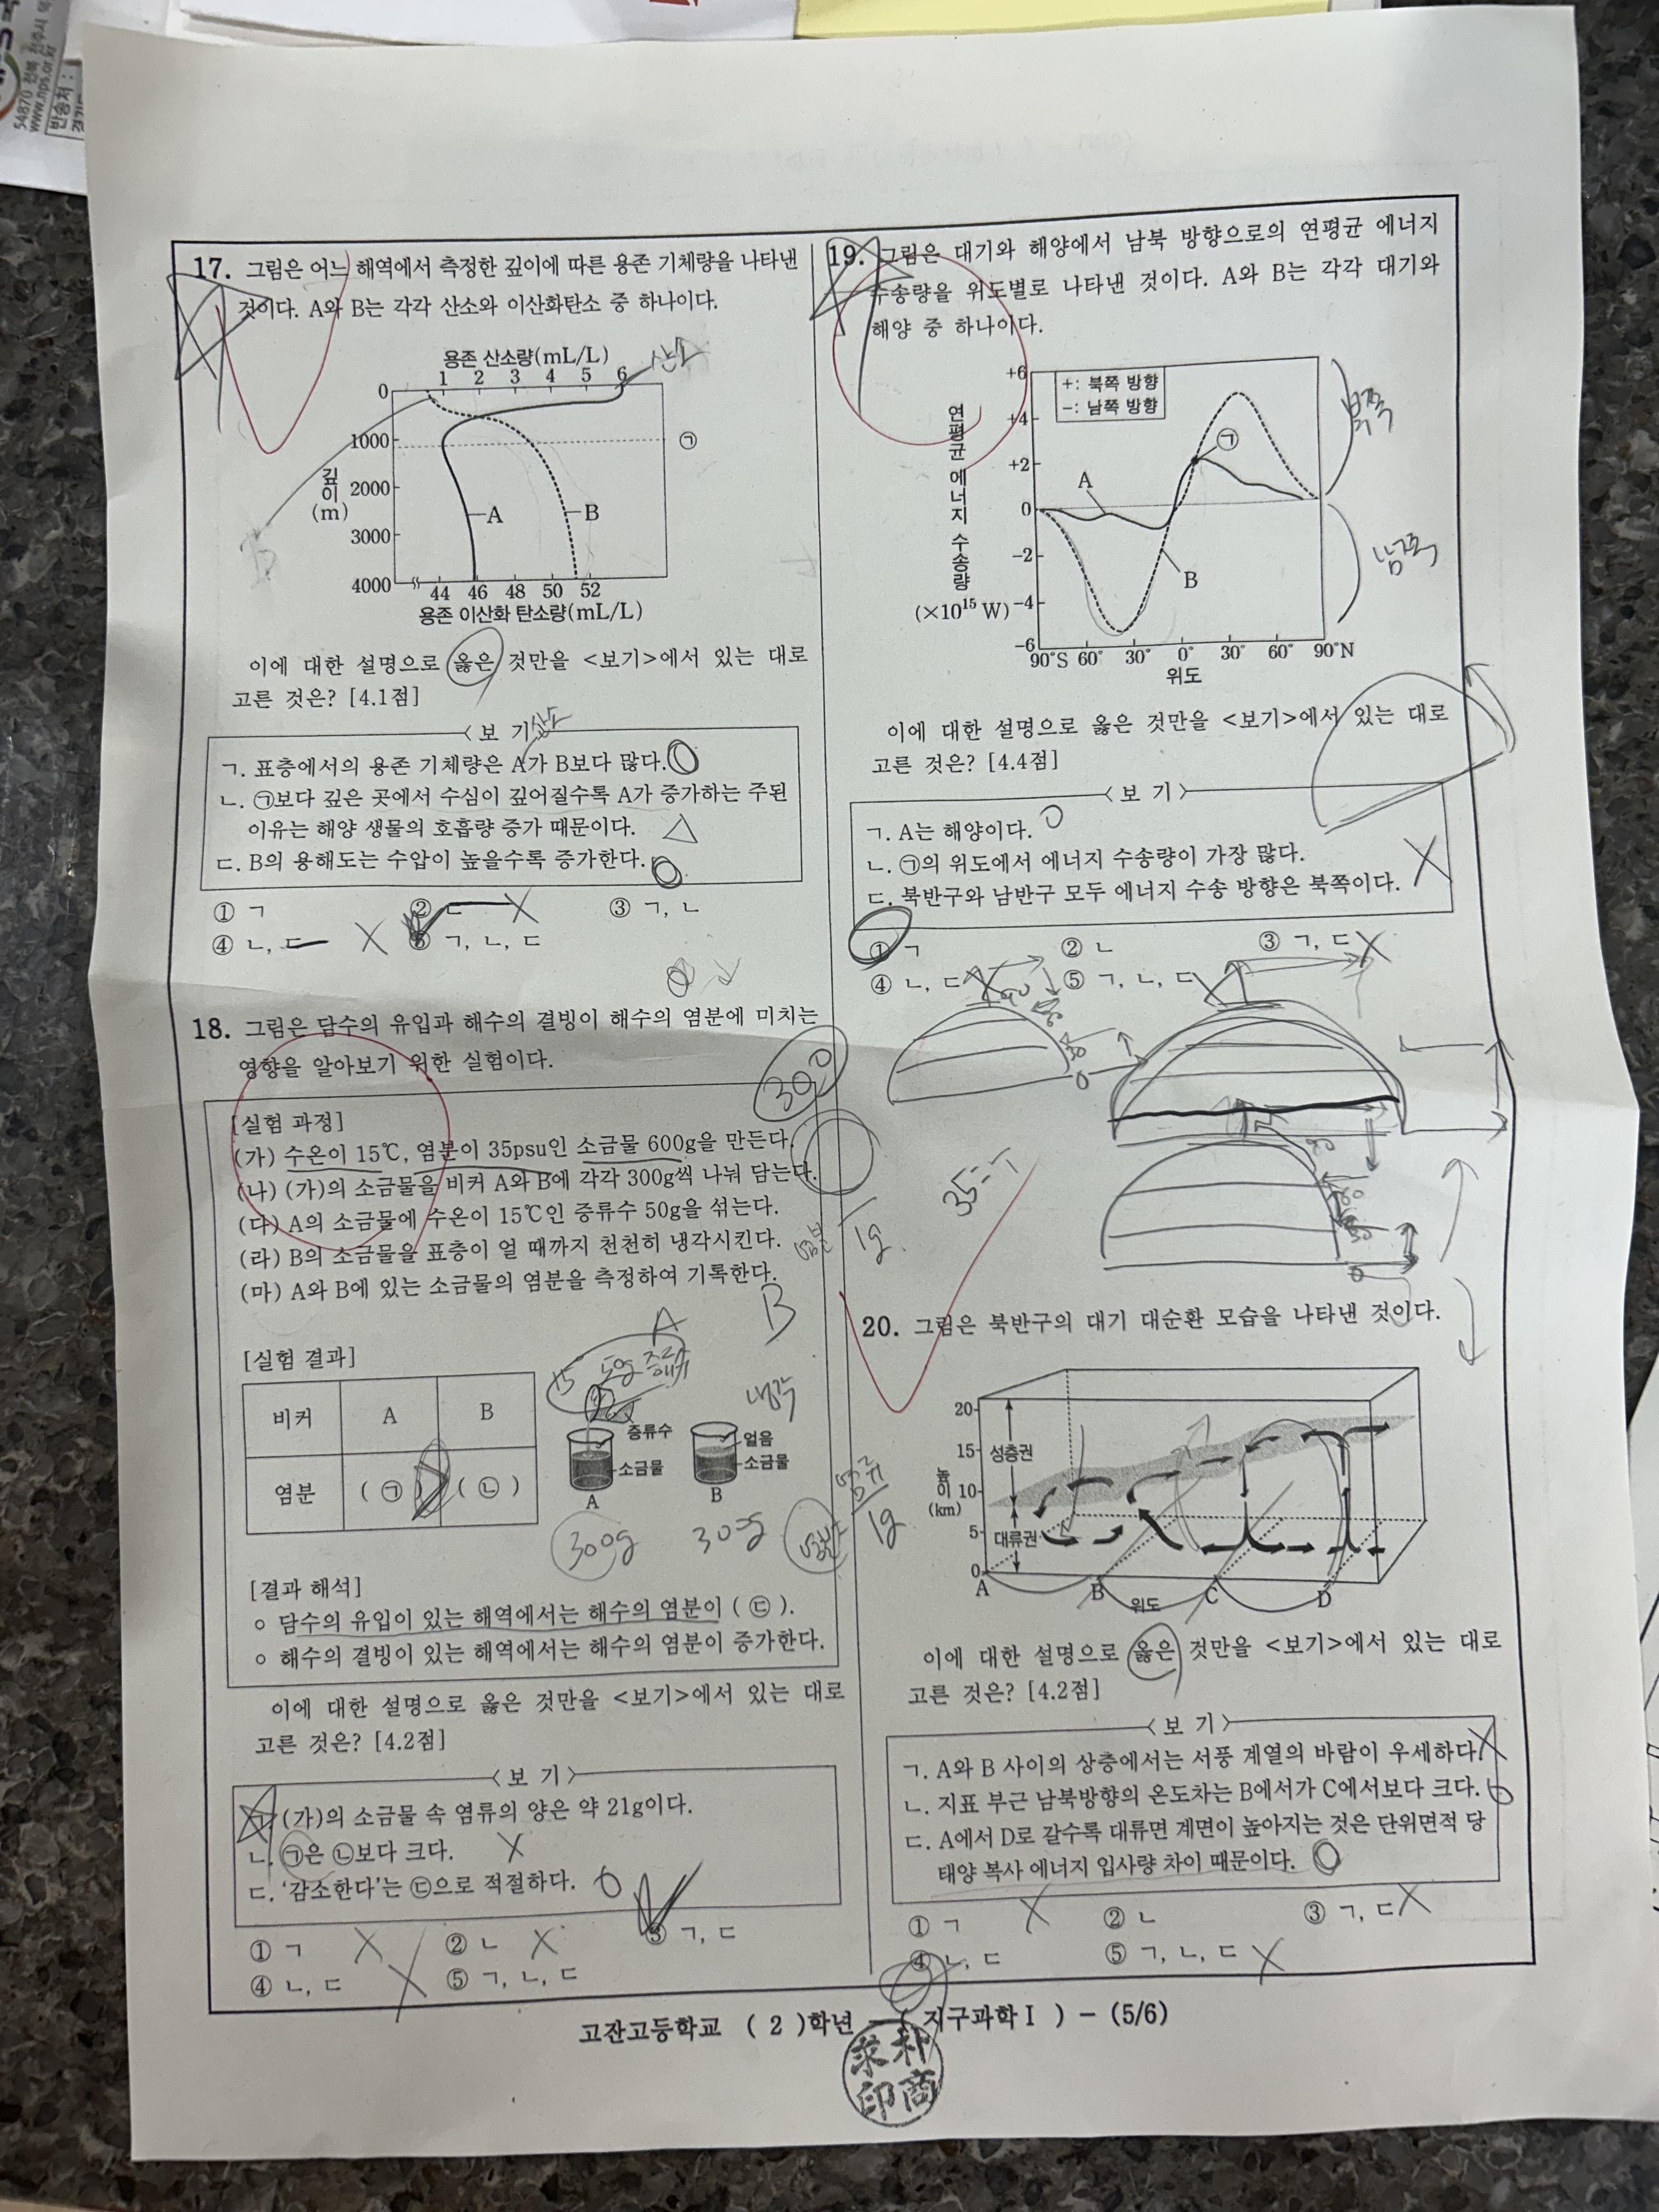 54870 전북 전주시 덕
www.nps.or.kr
반송처 :
17. 그림은 어느 해역에서 측정한 깊이에 따른 용존 기체량을 나타낸
것이다. A와 B는 각각 산소와 이산화탄소 중 하나이다.
용존 산소량(mL/L)
1 2 3 4 5 6
산소
0
1000
2000
3000
4000
깊이
(m)
㉠
A
B
44 46 48 50 52
용존 이산화 탄소량(mL/L)
이에 대한 설명으로 옳은 것만을 <보기>에서 있는 대로
고른 것은? [4.1점]
<보 기>
산소
ㄱ. 표층에서의 용존 기체량은 A가 B보다 많다.
ㄴ. ㉠보다 깊은 곳에서 수심이 깊어질수록 A가 증가하는 주된
이유는 해양 생물의 호흡량 증가 때문이다.
ㄷ. B의 용해도는 수압이 높을수록 증가한다.
① ㄱ ② ㄷ ③ ㄱ, ㄴ
④ ㄴ, ㄷ ⑤ ㄱ, ㄴ, ㄷ
18. 그림은 담수의 유입과 해수의 결빙이 해수의 염분에 미치는
영향을 알아보기 위한 실험이다.
300
[실험 과정]
(가) 수온이 15℃, 염분이 35psu인 소금물 600g을 만든다.
(나) (가)의 소금물을 비커 A와 B에 각각 300g씩 나눠 담는다.
(다) A의 소금물에 수온이 15℃인 증류수 50g을 섞는다.
(라) B의 소금물을 표층이 얼 때까지 천천히 냉각시킨다.
(마) A와 B에 있는 소금물의 염분을 측정하여 기록한다.
[실험 결과]
비커 A B
염분 ( ㉠ ) ( ㉡ )
A
B
15
50g
냉각
증류수
소금물
A
얼음
소금물
B
300g
300g
[결과 해석]
○ 담수의 유입이 있는 해역에서는 해수의 염분이 ( ㉢ ).
○ 해수의 결빙이 있는 해역에서는 해수의 염분이 증가한다.
이에 대한 설명으로 옳은 것만을 <보기>에서 있는 대로
고른 것은? [4.2점]
<보 기>
ㄱ. (가)의 소금물 속 염류의 양은 약 21g이다.
ㄴ. ㉠은 ㉡보다 크다.
ㄷ. ‘감소한다’는 ㉢으로 적절하다.
① ㄱ ② ㄴ ③ ㄱ, ㄷ
④ ㄴ, ㄷ ⑤ ㄱ, ㄴ, ㄷ
19. 그림은 대기와 해양에서 남북 방향으로의 연평균 에너지
수송량을 위도별로 나타낸 것이다. A와 B는 각각 대기와
해양 중 하나이다.
연평균 에너지 수송량
(×10¹⁵ W)
+6
+4
+2
0
−2
−4
−6
+: 북쪽 방향
−: 남쪽 방향
㉠
A
B
북쪽
남쪽
90°S 60° 30° 0° 30° 60° 90°N
위도
이에 대한 설명으로 옳은 것만을 <보기>에서 있는 대로
고른 것은? [4.4점]
<보 기>
ㄱ. A는 해양이다.
ㄴ. ㉠의 위도에서 에너지 수송량이 가장 많다.
ㄷ. 북반구와 남반구 모두 에너지 수송 방향은 북쪽이다.
① ㄱ ② ㄴ ③ ㄱ, ㄷ
④ ㄴ, ㄷ ⑤ ㄱ, ㄴ, ㄷ
1g
1g
20. 그림은 북반구의 대기 대순환 모습을 나타낸 것이다.
높이
(km)
20
15
10
5
0
성층권
대류권
A B C D
위도
이에 대한 설명으로 옳은 것만을 <보기>에서 있는 대로
고른 것은? [4.2점]
<보 기>
ㄱ. A와 B 사이의 상층에서는 서풍 계열의 바람이 우세하다.
ㄴ. 지표 부근 남북방향의 온도차는 B에서가 C에서보다 크다.
ㄷ. A에서 D로 갈수록 대류면 계면이 높아지는 것은 단위면적 당
태양 복사 에너지 입사량 차이 때문이다.
① ㄱ ② ㄴ ③ ㄱ, ㄷ
④ ㄴ, ㄷ ⑤ ㄱ, ㄴ, ㄷ
고잔고등학교 ( 2 )학년 - ( 지구과학Ⅰ ) - (5/6)